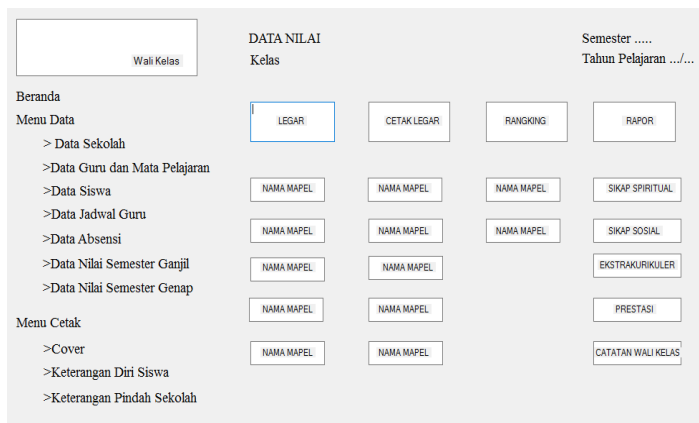 Wali Kelas
DATA NILAI
Kelas
Semester .....
Tahun Pelajaran .../...
Beranda
Menu Data
> Data Sekolah
>Data Guru dan Mata Pelajaran
>Data Siswa
>Data Jadwal Guru
>Data Absensi
>Data Nilai Semester Ganjil
>Data Nilai Semester Genap
Menu Cetak
>Cover
>Keterangan Diri Siswa
>Keterangan Pindah Sekolah
LEGAR CETAK LEGAR RANGKING RAPOR
NAMA MAPEL NAMA MAPEL NAMA MAPEL SIKAP SPIRITUAL
NAMA MAPEL NAMA MAPEL NAMA MAPEL SIKAP SOSIAL
NAMA MAPEL NAMA MAPEL EKSTRAKURIKULER
NAMA MAPEL NAMA MAPEL PRESTASI
NAMA MAPEL NAMA MAPEL CATATAN WALI KELAS